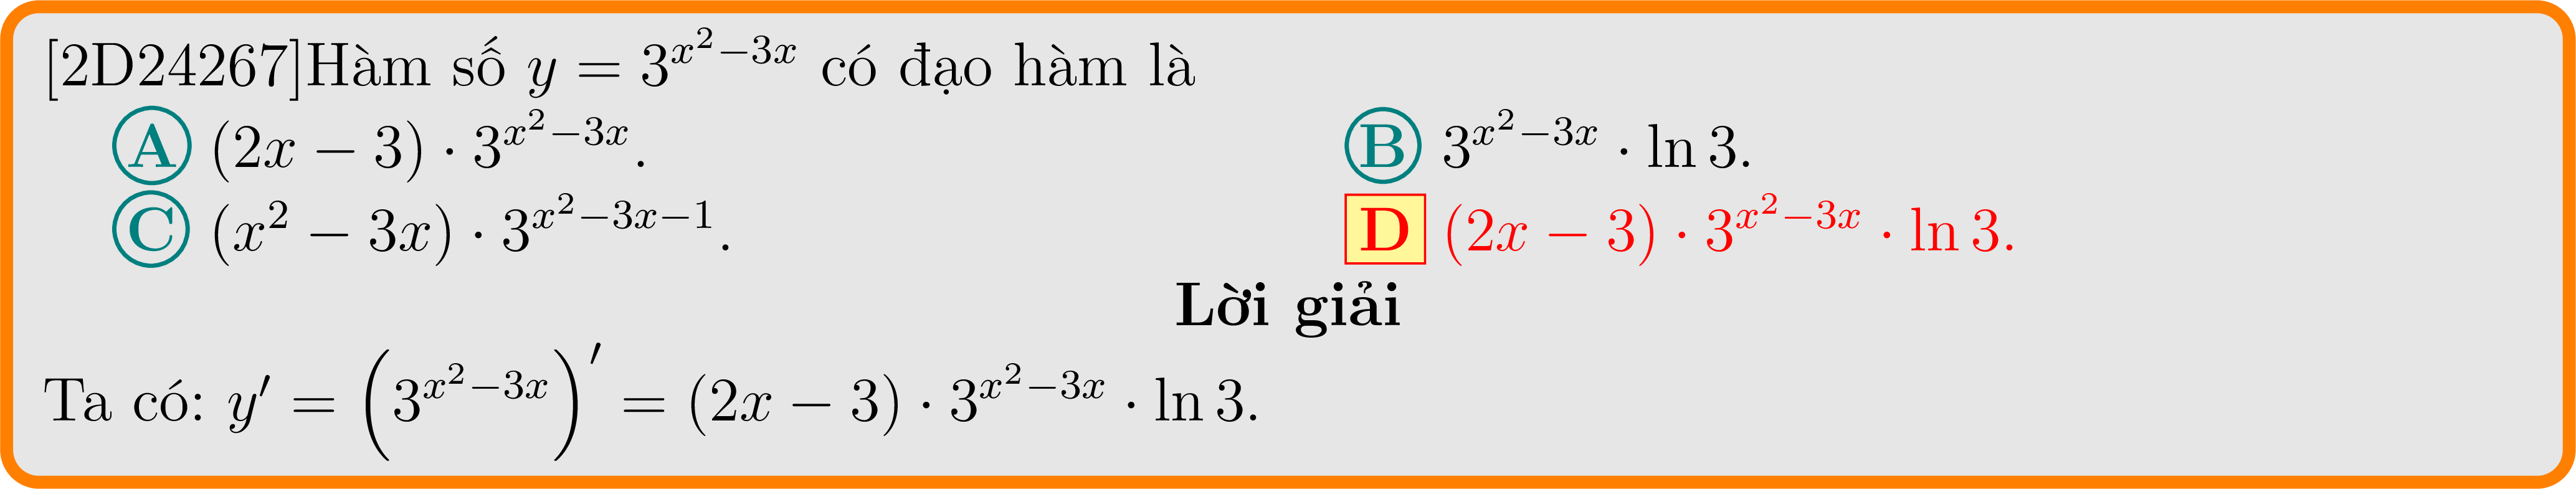 [2D24267]Hàm số $y = 3^{x^2-3x}$ có đạo hàm là
A $(2x - 3) \cdot 3^{x^2-3x}$. B $3^{x^2-3x} \cdot \ln 3$.
C $(x^2 - 3x) \cdot 3^{x^2-3x-1}$. D $(2x - 3) \cdot 3^{x^2-3x} \cdot \ln 3$.
Lời giải
Ta có: $y' = \left(3^{x^2-3x}\right)' = (2x - 3) \cdot 3^{x^2-3x} \cdot \ln 3$.